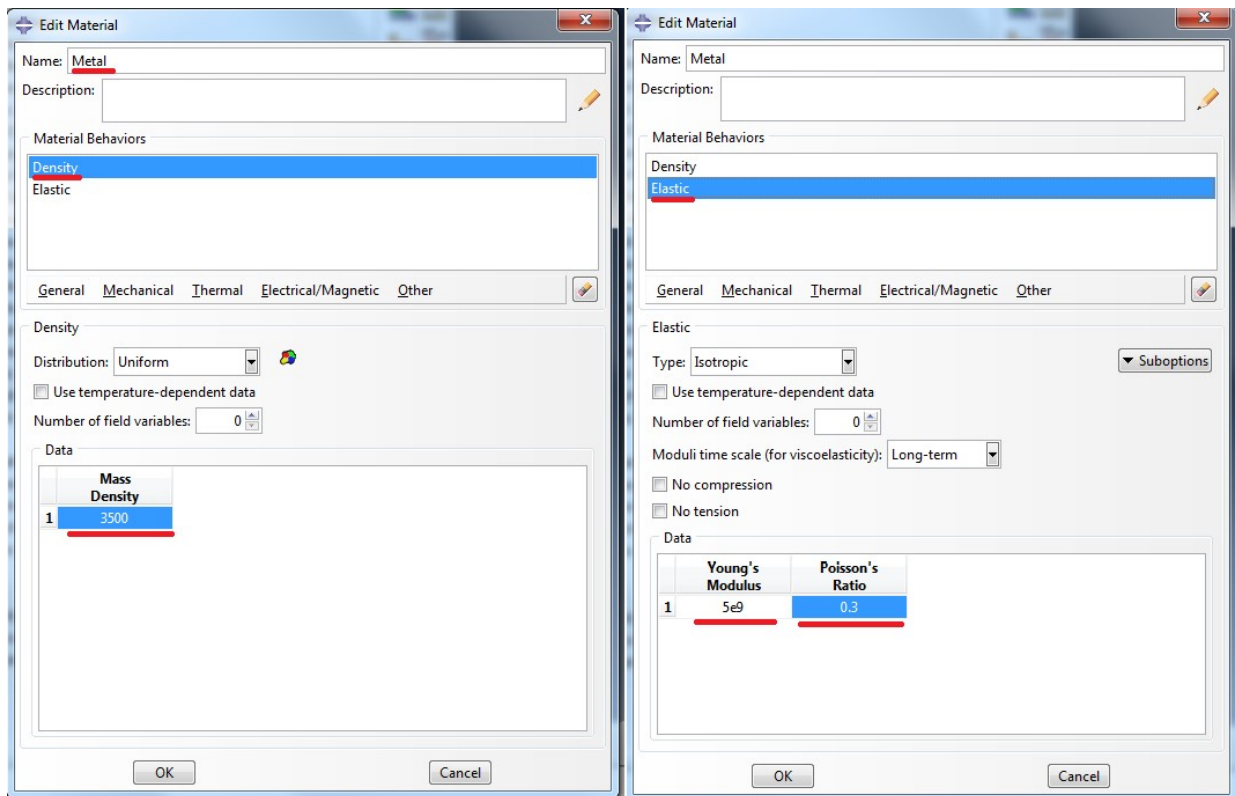 Edit Material
Name: Metal
Description:
Material Behaviors
Density
Elastic
General Mechanical Thermal Electrical/Magnetic Other
Density
Distribution: Uniform
Use temperature-dependent data
Number of field variables: 0
Data
Mass
Density
1 3500
OK Cancel
Edit Material
Name: Metal
Description:
Material Behaviors
Density
Elastic
General Mechanical Thermal Electrical/Magnetic Other
Elastic
Type: Isotropic Suboptions
Use temperature-dependent data
Number of field variables: 0
Moduli time scale (for viscoelasticity): Long-term
No compression
No tension
Data
Young's Poisson's
Modulus Ratio
1 5e9 0.3
OK Cancel